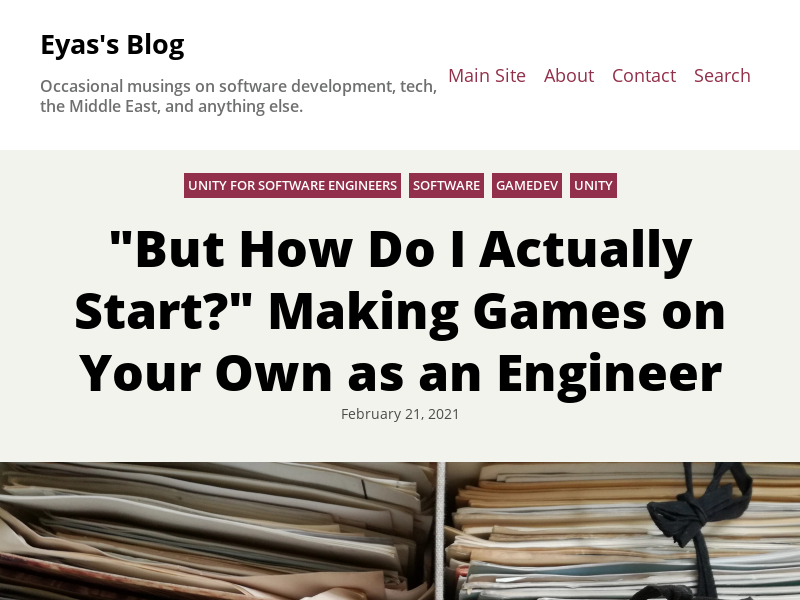 Eyas's Blog
Occasional musings on software development, tech,
the Middle East, and anything else.
Main Site About Contact Search
UNITY FOR SOFTWARE ENGINEERS SOFTWARE GAMEDEV UNITY
"But How Do I Actually
Start?" Making Games on
Your Own as an Engineer
February 21, 2021